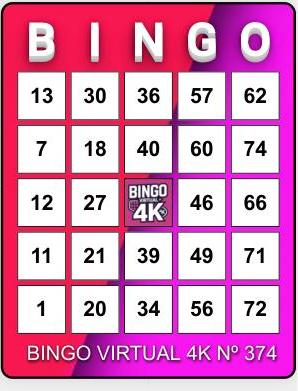 B I N G O
13 30 36 57 62
7 18 40 60 74
12 27 BINGO VIRTUAL 4K 46 66
11 21 39 49 71
1 20 34 56 72
BINGO VIRTUAL 4K Nº 374